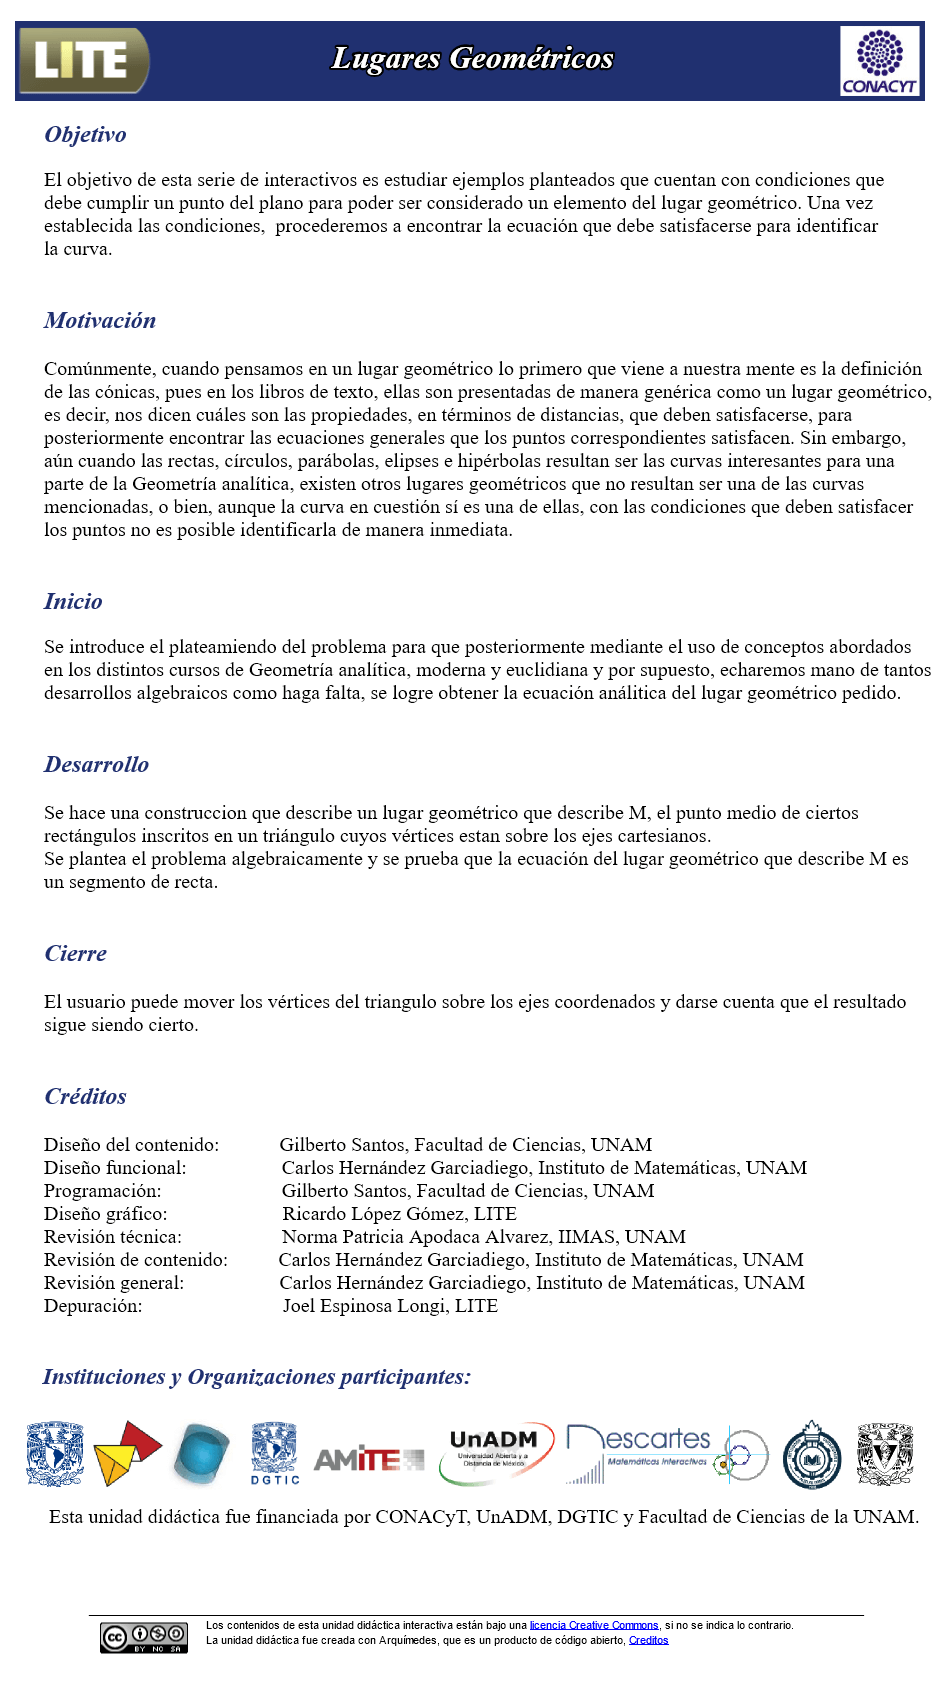 LITE
Lugares Geométricos
CONACYT
Objetivo
El objetivo de esta serie de interactivos es estudiar ejemplos planteados que cuentan con condiciones que
debe cumplir un punto del plano para poder ser considerado un elemento del lugar geométrico. Una vez
establecida las condiciones,  procederemos a encontrar la ecuación que debe satisfacerse para identificar
la curva.
Motivación
Comúnmente, cuando pensamos en un lugar geométrico lo primero que viene a nuestra mente es la definición
de las cónicas, pues en los libros de texto, ellas son presentadas de manera genérica como un lugar geométrico,
es decir, nos dicen cuáles son las propiedades, en términos de distancias, que deben satisfacerse, para
posteriormente encontrar las ecuaciones generales que los puntos correspondientes satisfacen. Sin embargo,
aún cuando las rectas, círculos, parábolas, elipses e hipérbolas resultan ser las curvas interesantes para una
parte de la Geometría analítica, existen otros lugares geométricos que no resultan ser una de las curvas
mencionadas, o bien, aunque la curva en cuestión sí es una de ellas, con las condiciones que deben satisfacer
los puntos no es posible identificarla de manera inmediata.
Inicio
Se introduce el plateamiendo del problema para que posteriormente mediante el uso de conceptos abordados
en los distintos cursos de Geometría analítica, moderna y euclidiana y por supuesto, echaremos mano de tantos
desarrollos algebraicos como haga falta, se logre obtener la ecuación análitica del lugar geométrico pedido.
Desarrollo
Se hace una construccion que describe un lugar geométrico que describe M, el punto medio de ciertos
rectángulos inscritos en un triángulo cuyos vértices estan sobre los ejes cartesianos.
Se plantea el problema algebraicamente y se prueba que la ecuación del lugar geométrico que describe M es
un segmento de recta.
Cierre
El usuario puede mover los vértices del triangulo sobre los ejes coordenados y darse cuenta que el resultado
sigue siendo cierto.
Créditos
Diseño del contenido: Gilberto Santos, Facultad de Ciencias, UNAM
Diseño funcional: Carlos Hernández Garciadiego, Instituto de Matemáticas, UNAM
Programación: Gilberto Santos, Facultad de Ciencias, UNAM
Diseño gráfico: Ricardo López Gómez, LITE
Revisión técnica: Norma Patricia Apodaca Alvarez, IIMAS, UNAM
Revisión de contenido: Carlos Hernández Garciadiego, Instituto de Matemáticas, UNAM
Revisión general: Carlos Hernández Garciadiego, Instituto de Matemáticas, UNAM
Depuración: Joel Espinosa Longi, LITE
Instituciones y Organizaciones participantes:
DGTIC
AMiTE
UnADM
Universidad Abierta y a
Distancia de México
Descartes
Matemáticas interactivas
CIENCIAS
Esta unidad didáctica fue financiada por CONACyT, UnADM, DGTIC y Facultad de Ciencias de la UNAM.
cc BY NC SA
Los contenidos de esta unidad didáctica interactiva están bajo una licencia Creative Commons, si no se indica lo contrario.
La unidad didáctica fue creada con Arquímedes, que es un producto de código abierto, Creditos